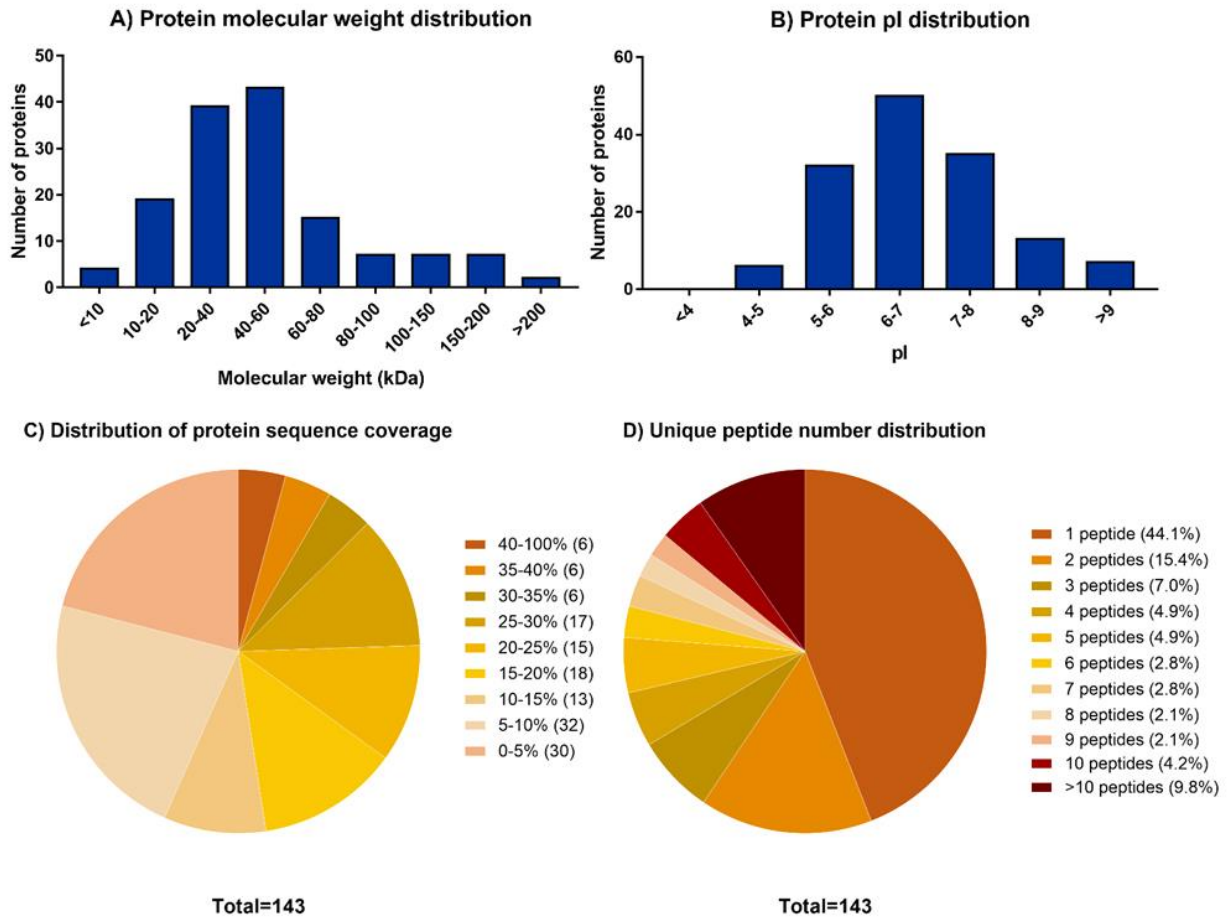 A) Protein molecular weight distribution
Number of proteins
50
40
30
20
10
0
<10
10-20
20-40
40-60
60-80
80-100
100-150
150-200
>200
Molecular weight (kDa)
B) Protein pI distribution
Number of proteins
60
40
20
0
<4
4-5
5-6
6-7
7-8
8-9
>9
pI
C) Distribution of protein sequence coverage
40-100% (6)
35-40% (6)
30-35% (6)
25-30% (17)
20-25% (15)
15-20% (18)
10-15% (13)
5-10% (32)
0-5% (30)
Total=143
D) Unique peptide number distribution
1 peptide (44.1%)
2 peptides (15.4%)
3 peptides (7.0%)
4 peptides (4.9%)
5 peptides (4.9%)
6 peptides (2.8%)
7 peptides (2.8%)
8 peptides (2.1%)
9 peptides (2.1%)
10 peptides (4.2%)
>10 peptides (9.8%)
Total=143